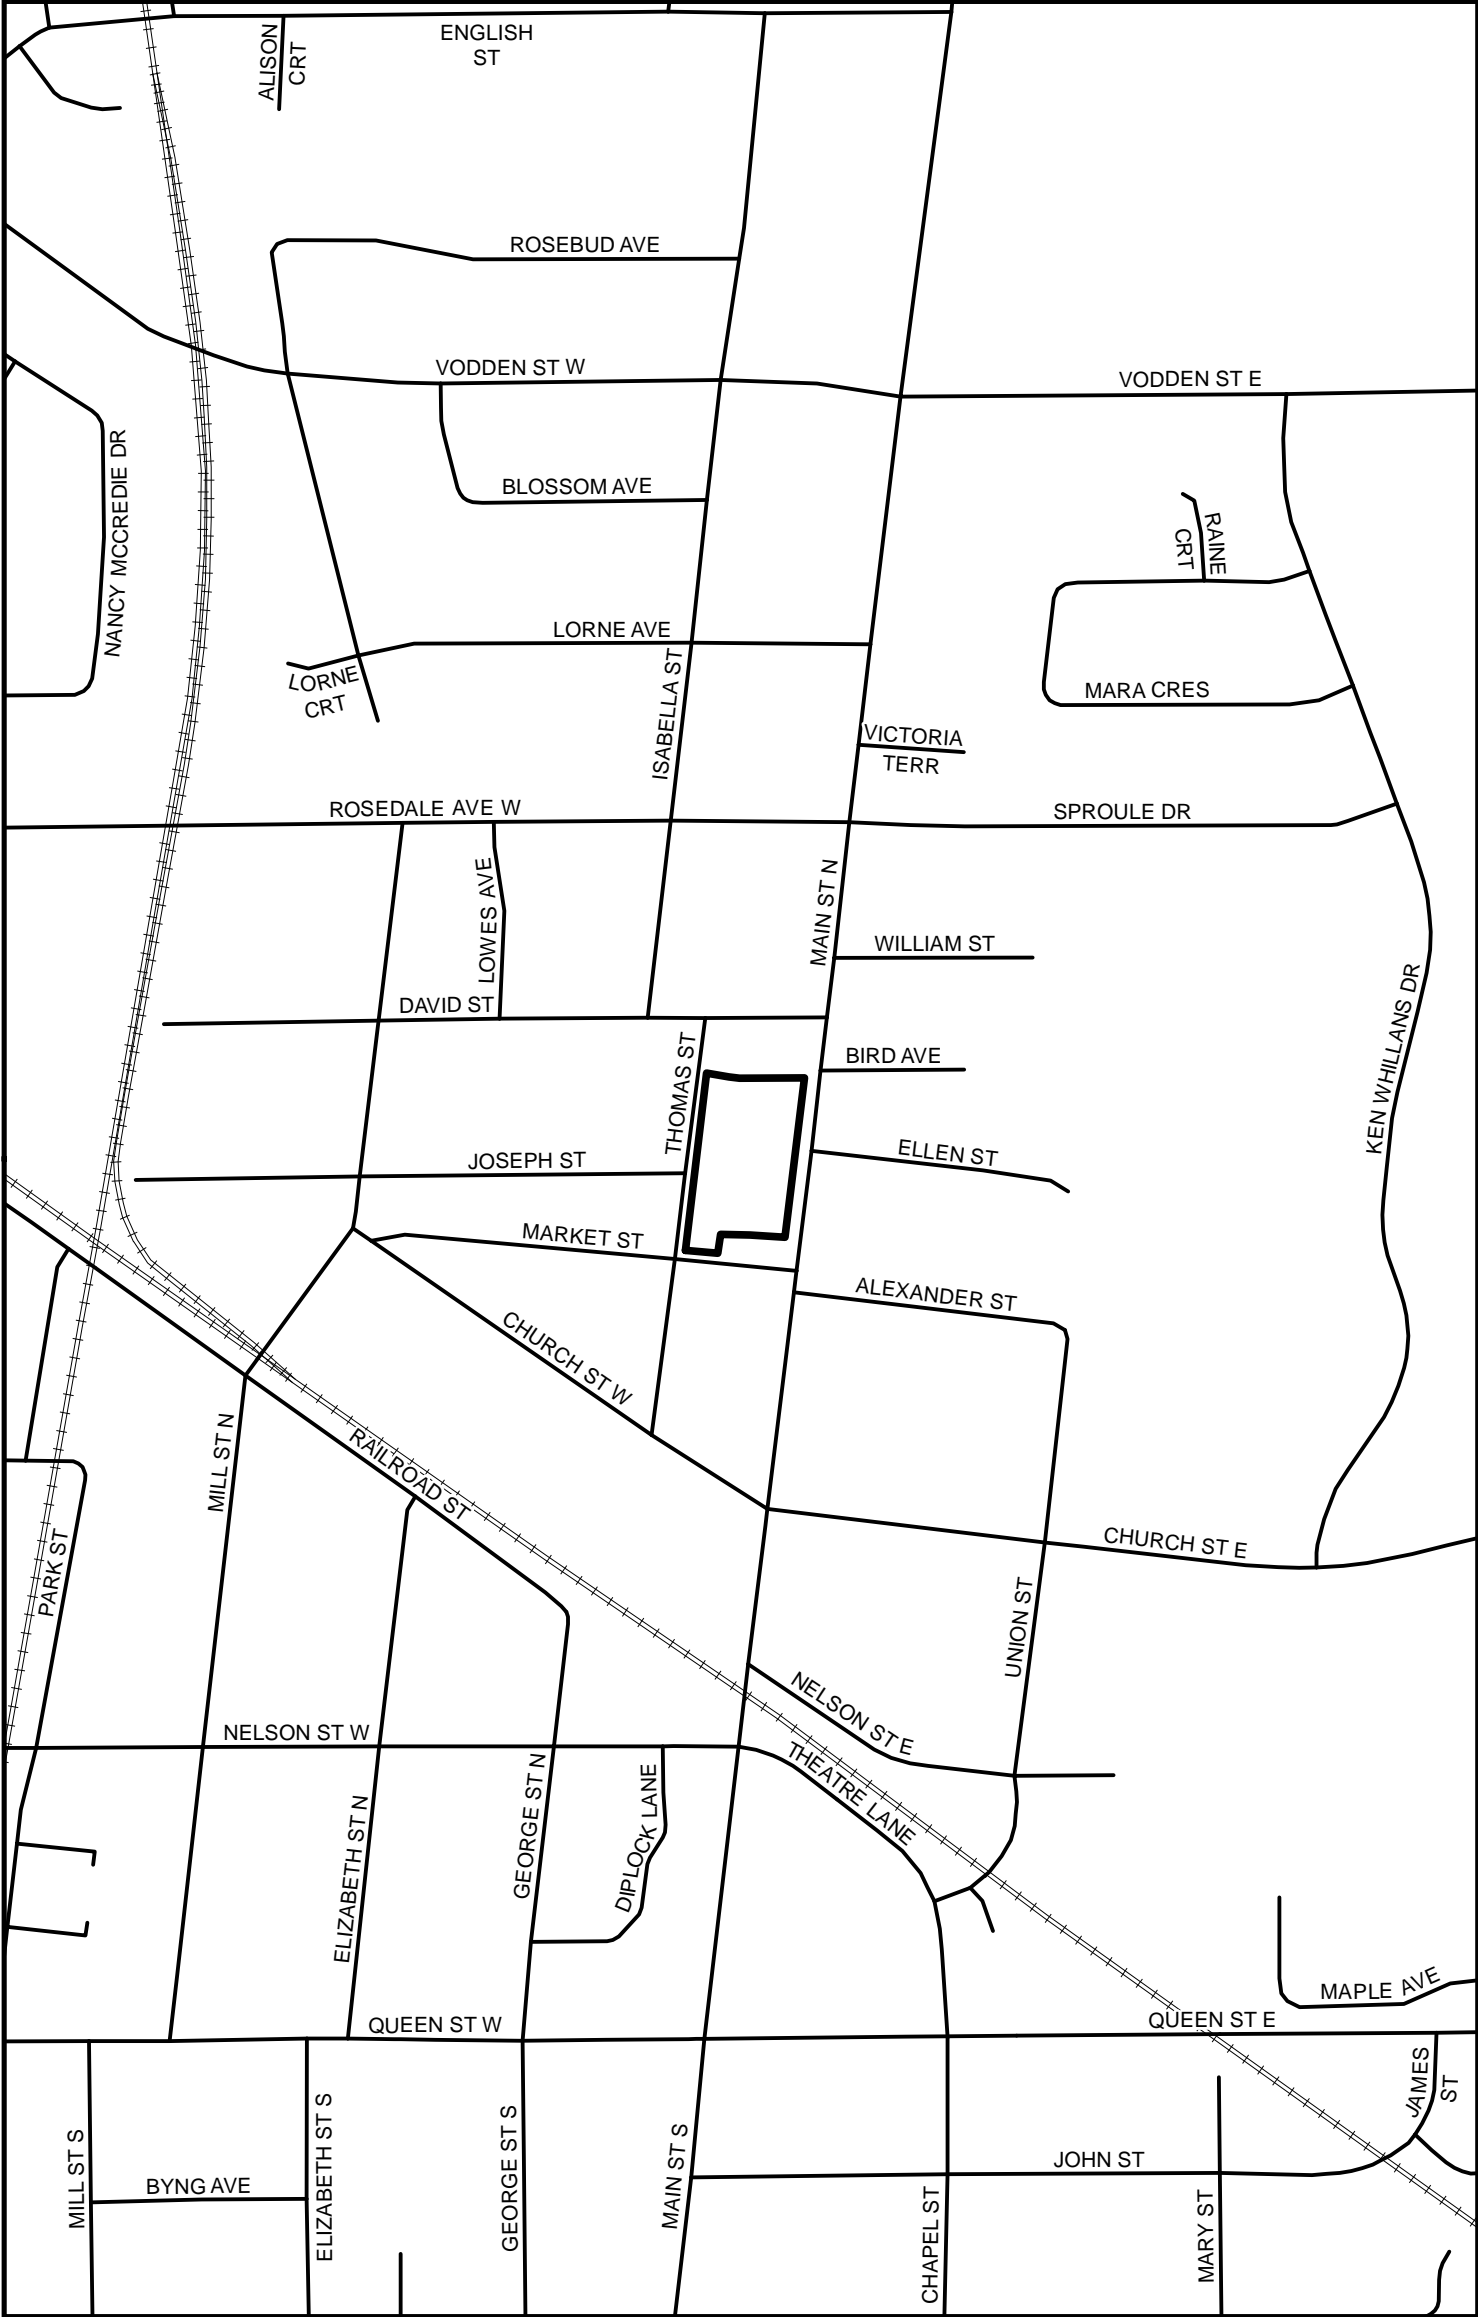 ENGLISH
ST
ALISON
CRT
ROSEBUD AVE
VODDEN ST W
VODDEN ST E
NANCY MCCREDIE DR
BLOSSOM AVE
RAINE
CRT
LORNE AVE
LORNE
CRT
ISABELLA ST
MARA CRES
VICTORIA
TERR
ROSEDALE AVE W
SPROULE DR
LOWES AVE
MAIN ST N
WILLIAM ST
DAVID ST
KEN WHILLANS DR
THOMAS ST
BIRD AVE
JOSEPH ST
ELLEN ST
MARKET ST
ALEXANDER ST
CHURCH ST W
MILL ST N
RAILROAD ST
PARK ST
CHURCH ST E
UNION ST
NELSON ST W
NELSON ST E
THEATRE LANE
ELIZABETH ST N
GEORGE ST N
DIPLOCK LANE
MAPLE AVE
QUEEN ST W
QUEEN ST E
JAMES
ST
MILL ST S
BYNG AVE
ELIZABETH ST S
GEORGE ST S
MAIN ST S
JOHN ST
CHAPEL ST
MARY ST